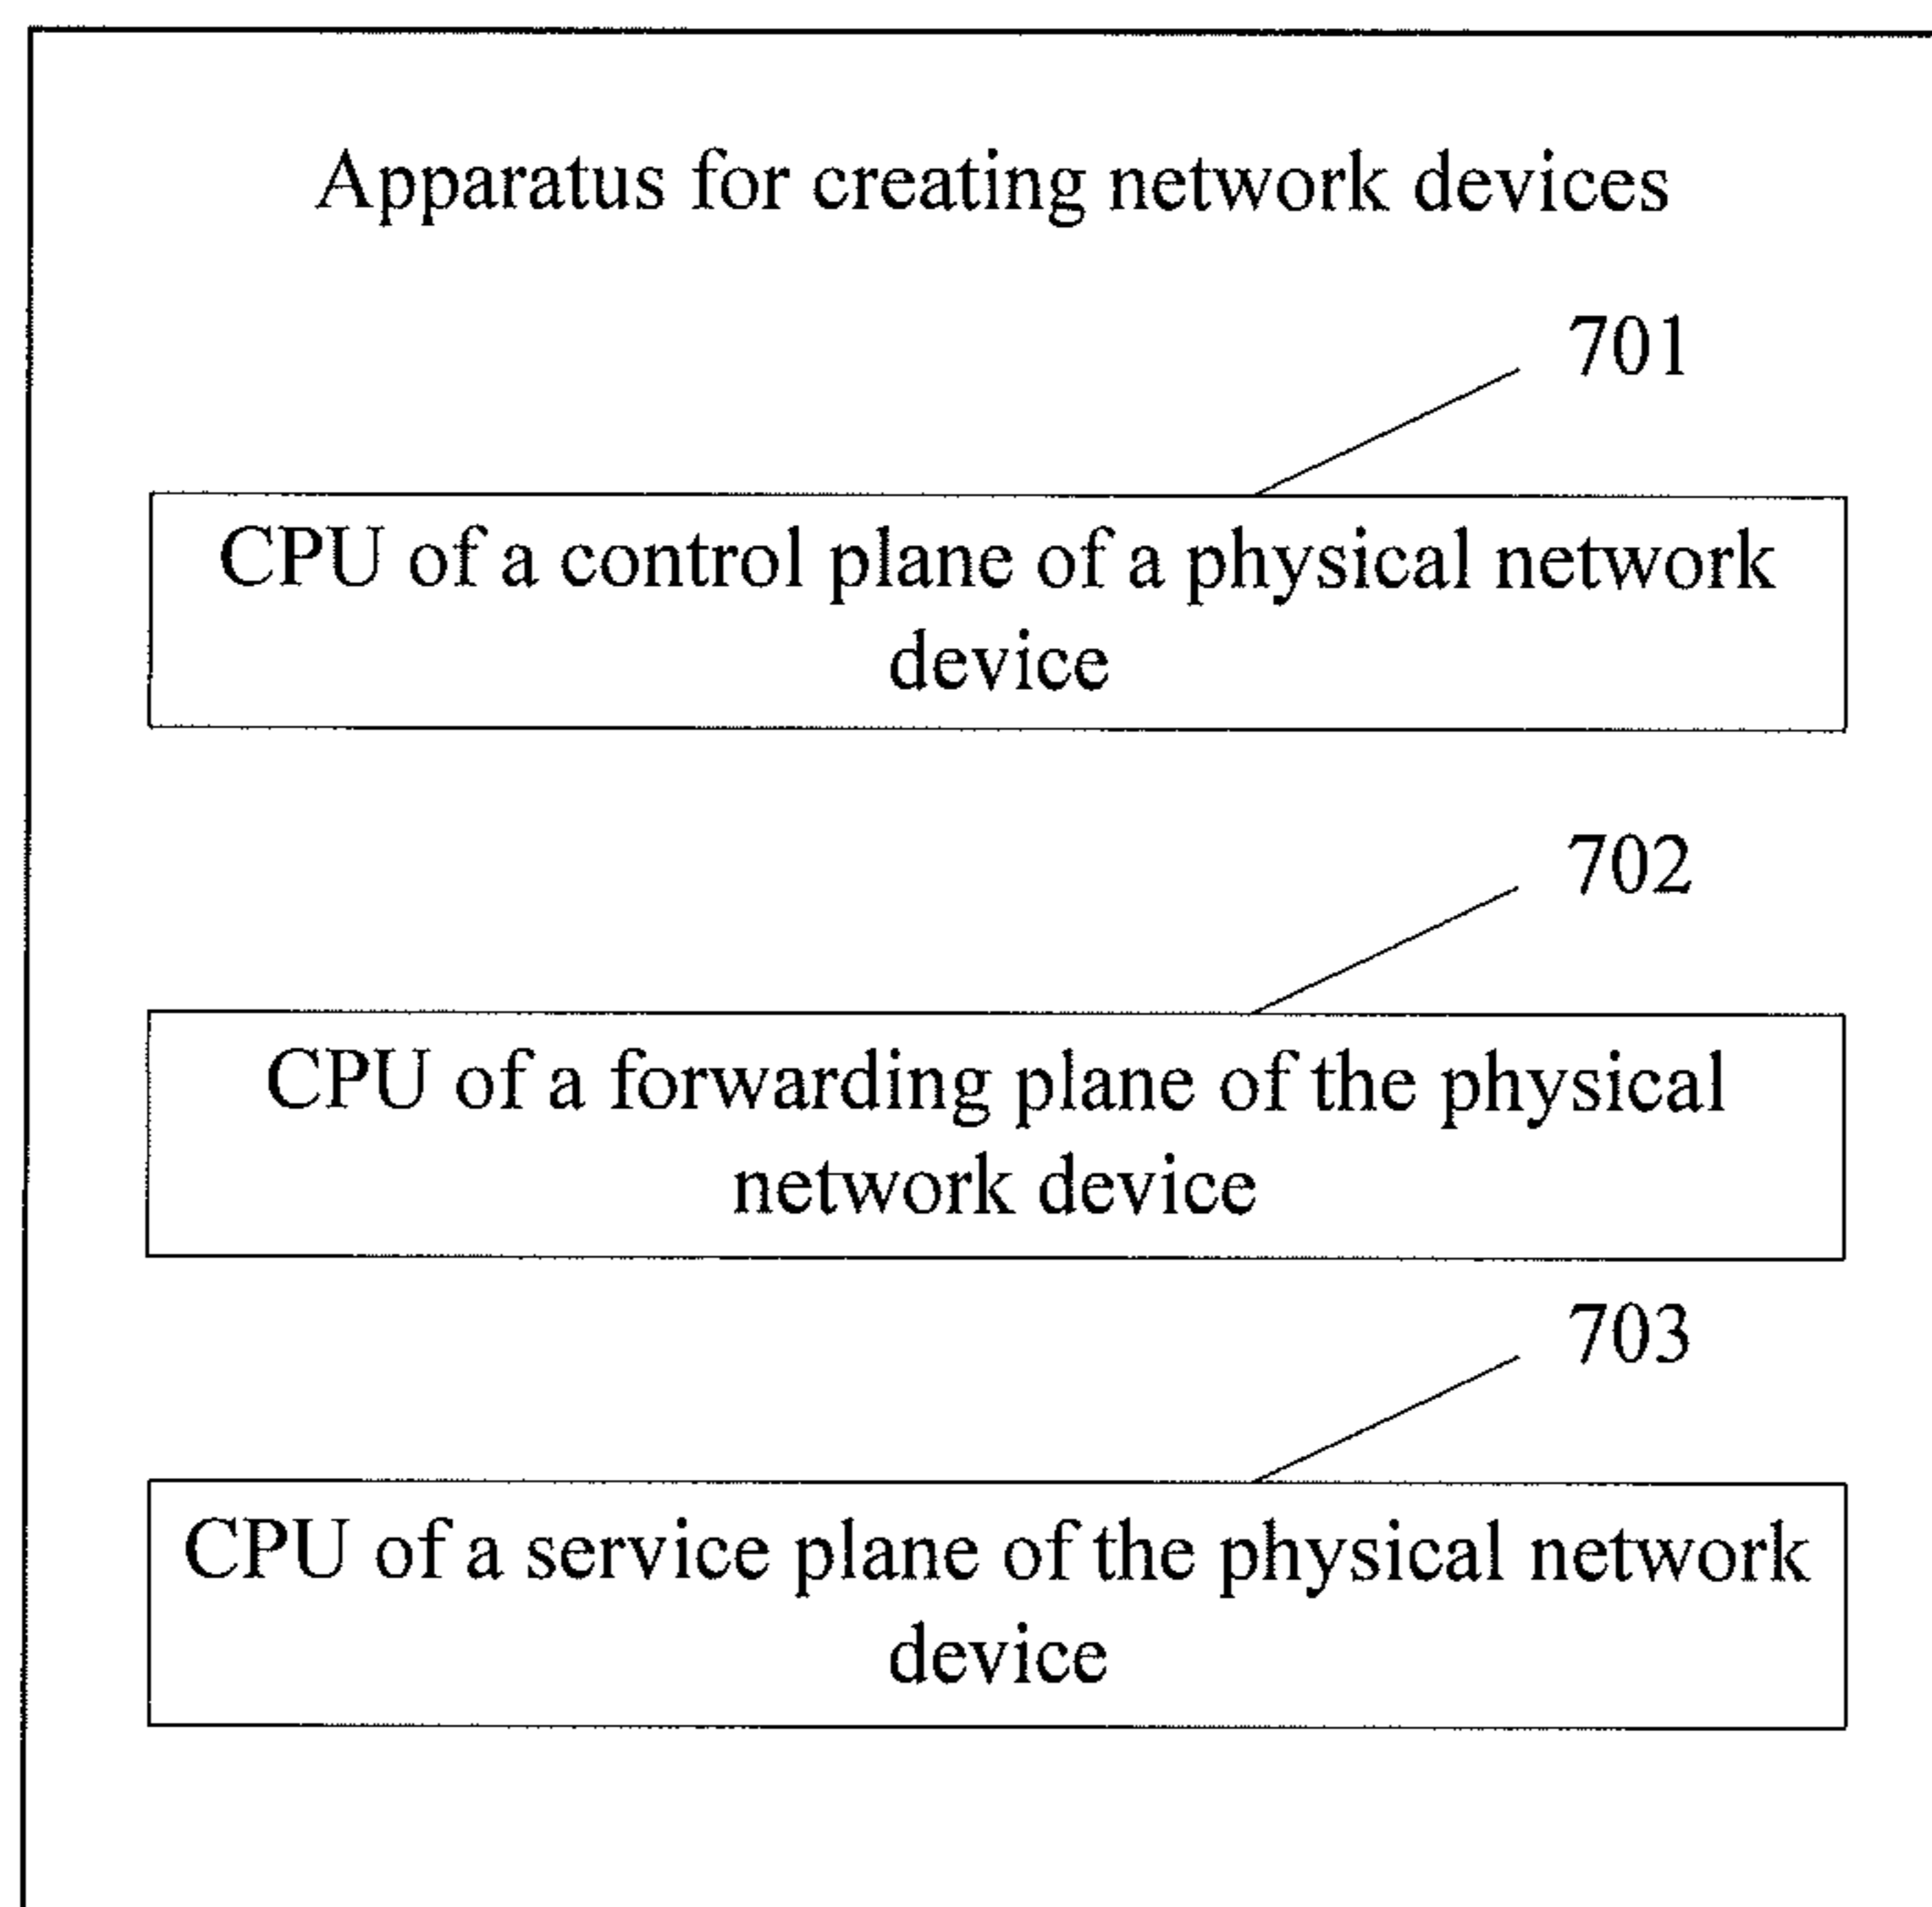 Apparatus for creating network devices
701
CPU of a control plane of a physical network
device
702
CPU of a forwarding plane of the physical
network device
703
CPU of a service plane of the physical network
device